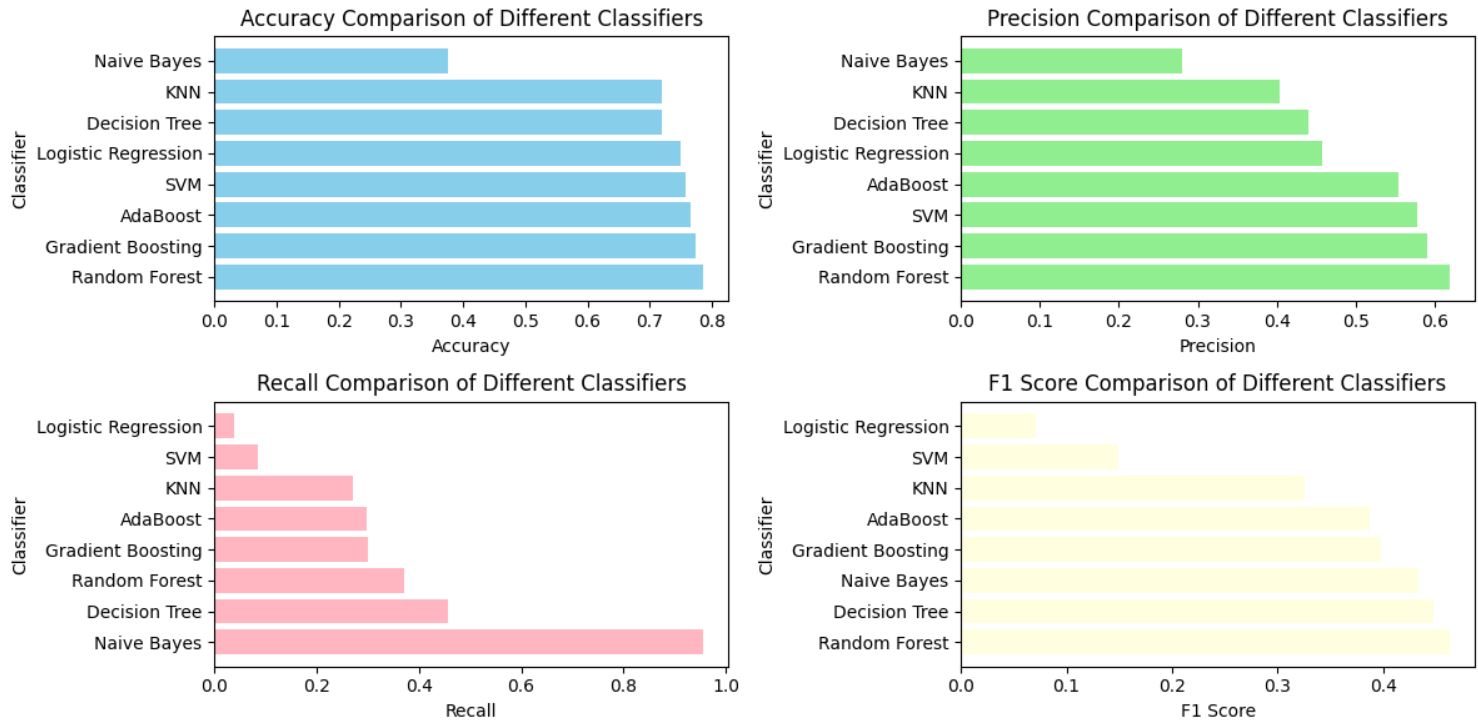 Accuracy Comparison of Different Classifiers
Classifier
Naive Bayes
KNN
Decision Tree
Logistic Regression
SVM
AdaBoost
Gradient Boosting
Random Forest
0.0 0.1 0.2 0.3 0.4 0.5 0.6 0.7 0.8
Accuracy
Precision Comparison of Different Classifiers
Classifier
Naive Bayes
KNN
Decision Tree
Logistic Regression
AdaBoost
SVM
Gradient Boosting
Random Forest
0.0 0.1 0.2 0.3 0.4 0.5 0.6
Precision
Recall Comparison of Different Classifiers
Classifier
Logistic Regression
SVM
KNN
AdaBoost
Gradient Boosting
Random Forest
Decision Tree
Naive Bayes
0.0 0.2 0.4 0.6 0.8 1.0
Recall
F1 Score Comparison of Different Classifiers
Classifier
Logistic Regression
SVM
KNN
AdaBoost
Gradient Boosting
Naive Bayes
Decision Tree
Random Forest
0.0 0.1 0.2 0.3 0.4
F1 Score